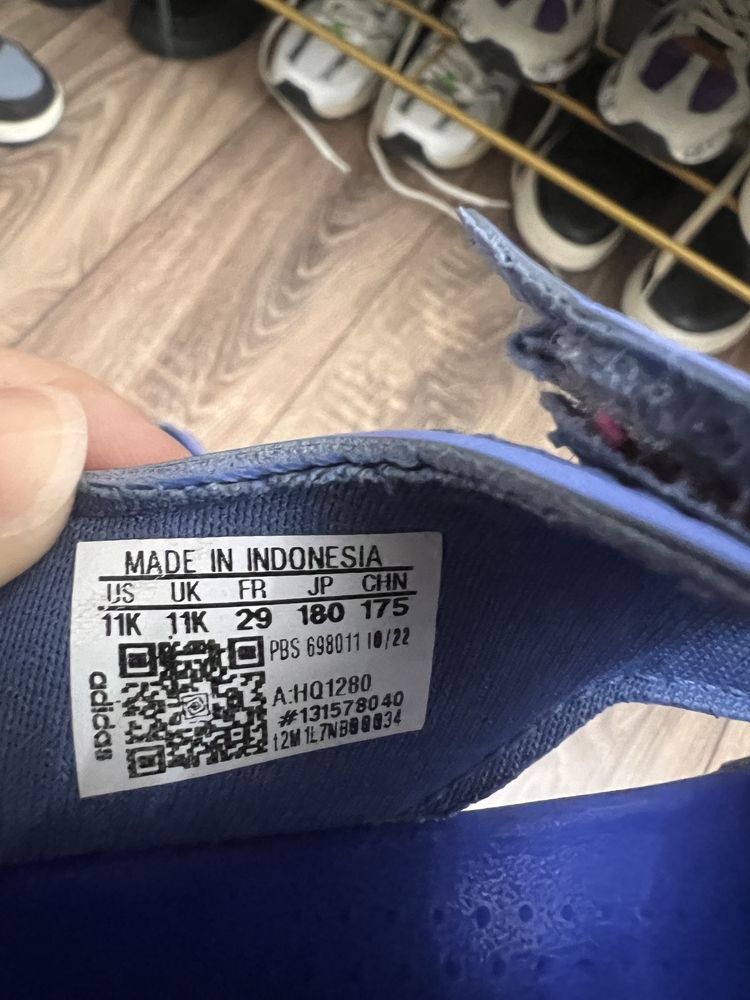 MADE IN INDONESIA
US UK FR JP CHN
11K 11K 29 180 175
PBS 698011 10/22
adidas
A:HQ1280
#131578040